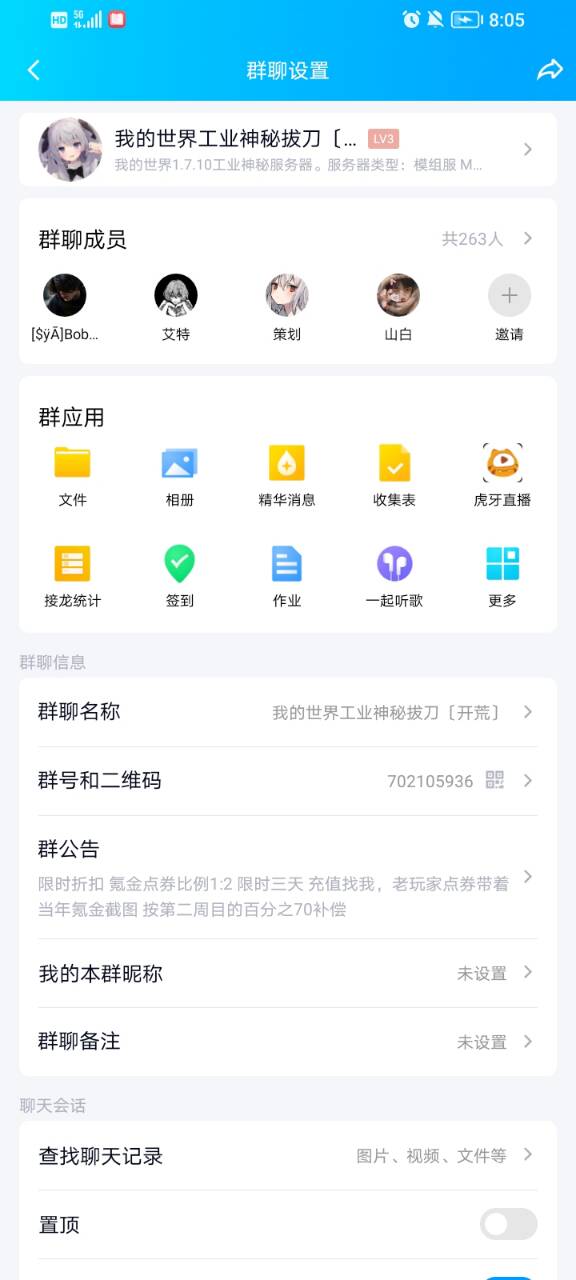 HD 5G 8:05
群聊设置
我的世界工业神秘拔刀〔... LV3
我的世界1.7.10工业神秘服务器。服务器类型：模组服 M...
群聊成员 共263人
[$ÿÃ]Bob... 艾特 策划 山白 邀请
群应用
文件 相册 精华消息 收集表 虎牙直播
接龙统计 签到 作业 一起听歌 更多
群聊信息
群聊名称 我的世界工业神秘拔刀〔开荒〕
群号和二维码 702105936
群公告
限时折扣 氪金点券比例1:2 限时三天 充值找我，老玩家点券带着
当年氪金截图 按第二周目的百分之70补偿
我的本群昵称 未设置
群聊备注 未设置
聊天会话
查找聊天记录 图片、视频、文件等
置顶